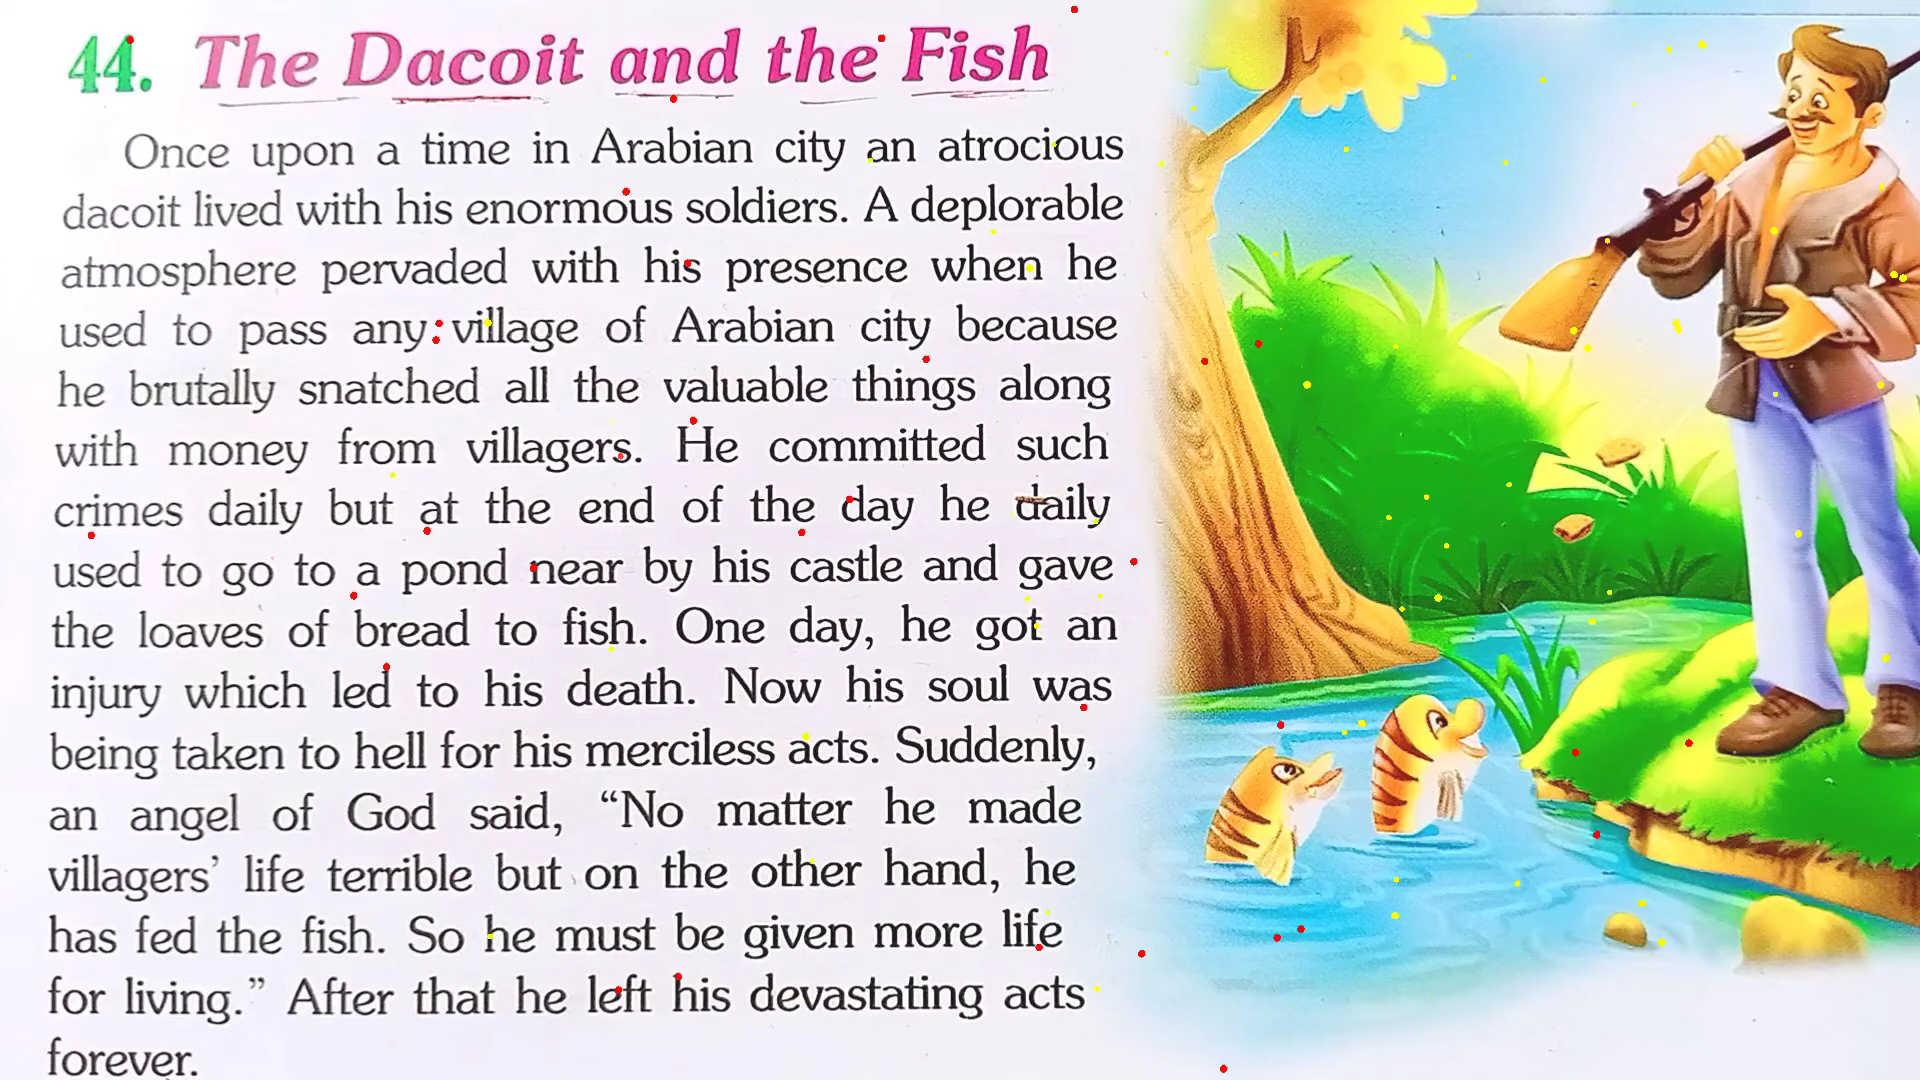 44. The Dacoit and the Fish
Once upon a time in Arabian city an atrocious
dacoit lived with his enormous soldiers. A deplorable
atmosphere pervaded with his presence when he
used to pass any village of Arabian city because
he brutally snatched all the valuable things along
with money from villagers. He committed such
crimes daily but at the end of the day he daily
used to go to a pond near by his castle and gave
the loaves of bread to fish. One day, he got an
injury which led to his death. Now his soul was
being taken to hell for his merciless acts. Suddenly,
an angel of God said, “No matter he made
villagers’ life terrible but on the other hand, he
has fed the fish. So he must be given more life
for living.” After that he left his devastating acts
forever.